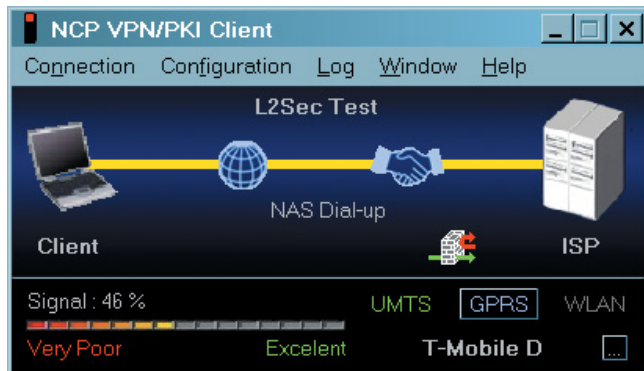 NCP VPN/PKI Client
Connection Configuration Log Window Help
L2Sec Test
NAS Dial-up
Client ISP
Signal : 46 %
UMTS GPRS WLAN
Very Poor Excelent T-Mobile D ...